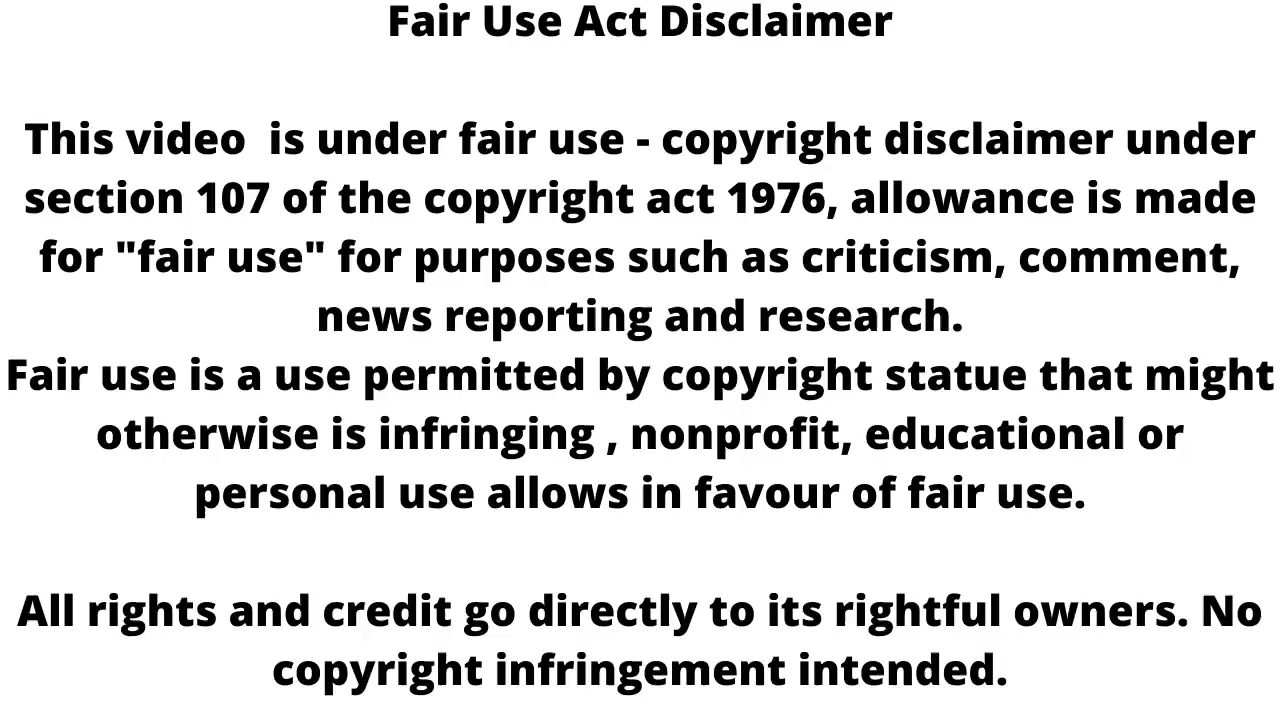 Fair Use Act Disclaimer
This video  is under fair use - copyright disclaimer under
section 107 of the copyright act 1976, allowance is made
for "fair use" for purposes such as criticism, comment,
news reporting and research.
Fair use is a use permitted by copyright statue that might
otherwise is infringing , nonprofit, educational or
personal use allows in favour of fair use.
All rights and credit go directly to its rightful owners. No
copyright infringement intended.